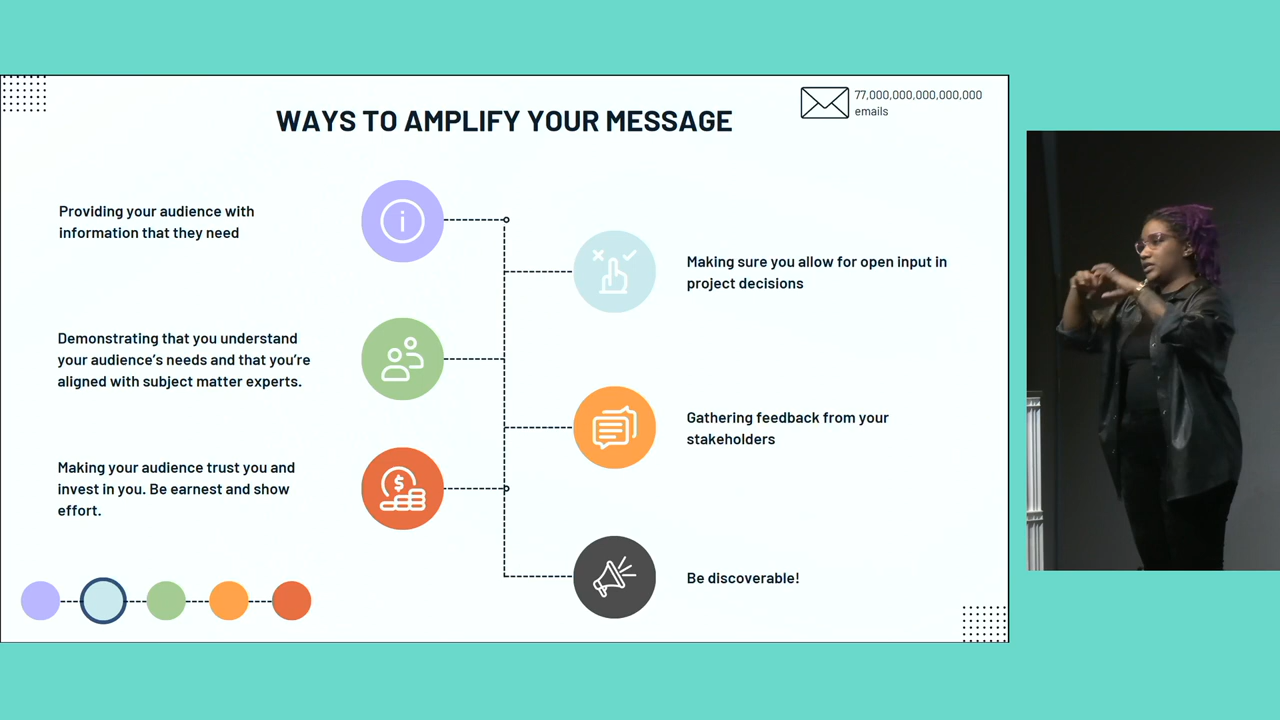 WAYS TO AMPLIFY YOUR MESSAGE
77,000,000,000,000,000
emails
Providing your audience with
information that they need
Making sure you allow for open input in
project decisions
Demonstrating that you understand
your audience's needs and that you're
aligned with subject matter experts.
Gathering feedback from your
stakeholders
Making your audience trust you and
invest in you. Be earnest and show
effort.
Be discoverable!